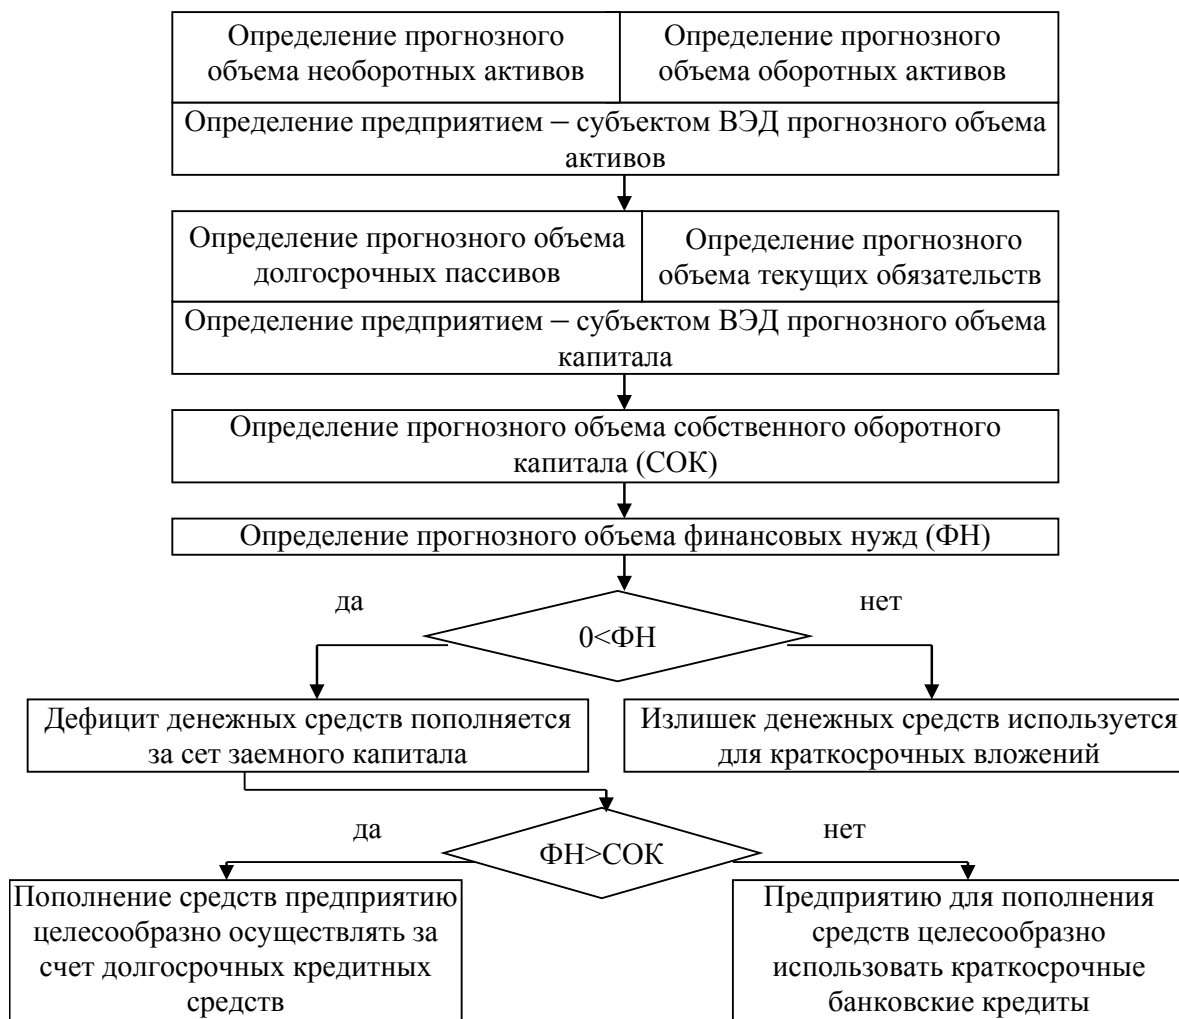 Определение прогнозного
объема необоротных активов
Определение прогнозного
объема оборотных активов
Определение предприятием – субъектом ВЭД прогнозного объема
активов
Определение прогнозного объема
долгосрочных пассивов
Определение прогнозного
объема текущих обязательств
Определение предприятием – субъектом ВЭД прогнозного объема
капитала
Определение прогнозного объема собственного оборотного
капитала (СОК)
Определение прогнозного объема финансовых нужд (ФН)
да
нет
0<ФН
Дефицит денежных средств пополняется
за сет заемного капитала
Излишек денежных средств используется
для краткосрочных вложений
да
нет
ФН>СОК
Пополнение средств предприятию
целесообразно осуществлять за
счет долгосрочных кредитных
средств
Предприятию для пополнения
средств целесообразно
использовать краткосрочные
банковские кредиты